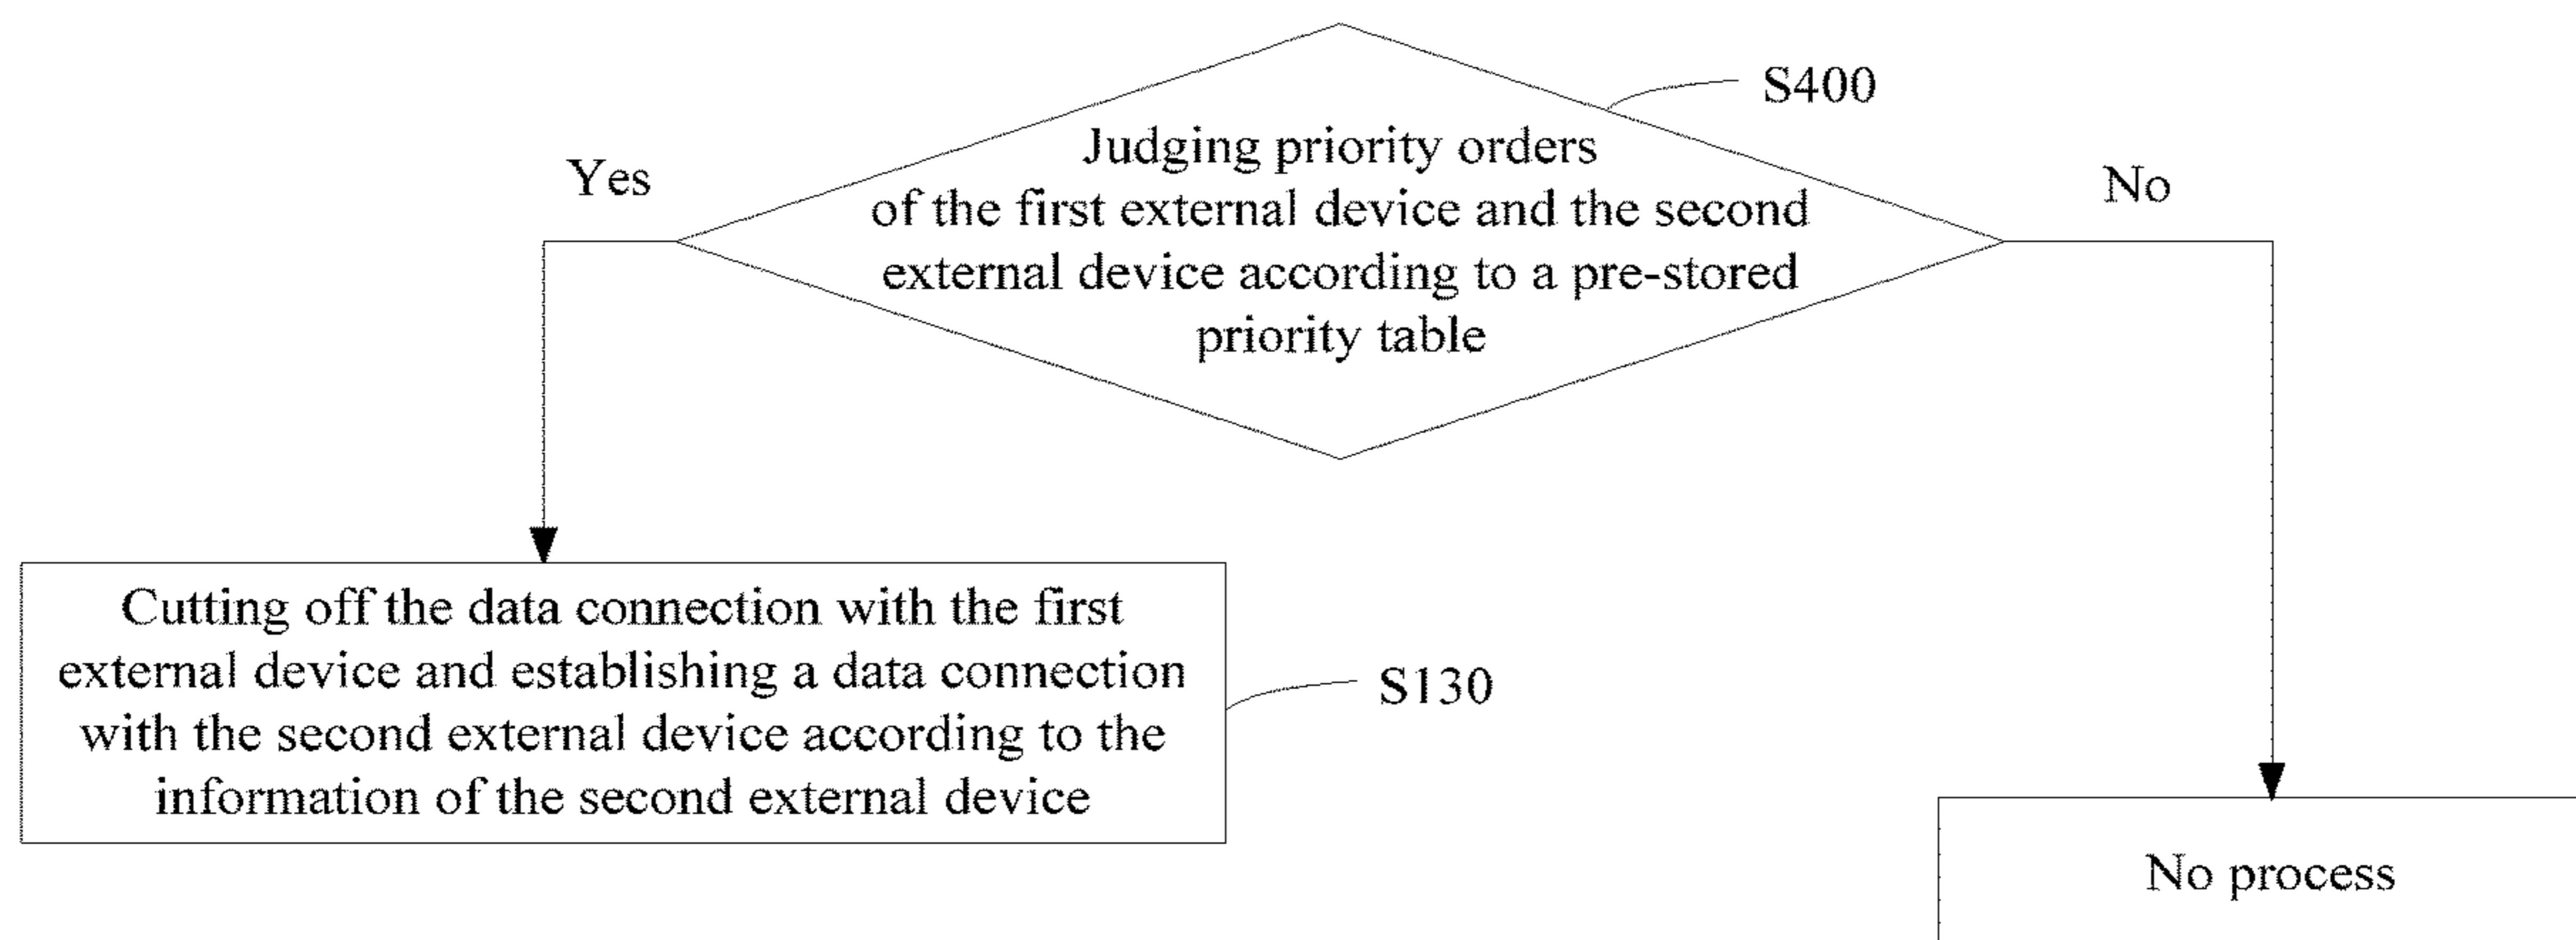 S400
Judging priority orders
of the first external device and the second
external device according to a pre-stored
priority table
Yes
No
Cutting off the data connection with the first
external device and establishing a data connection
with the second external device according to the
information of the second external device
S130
No process